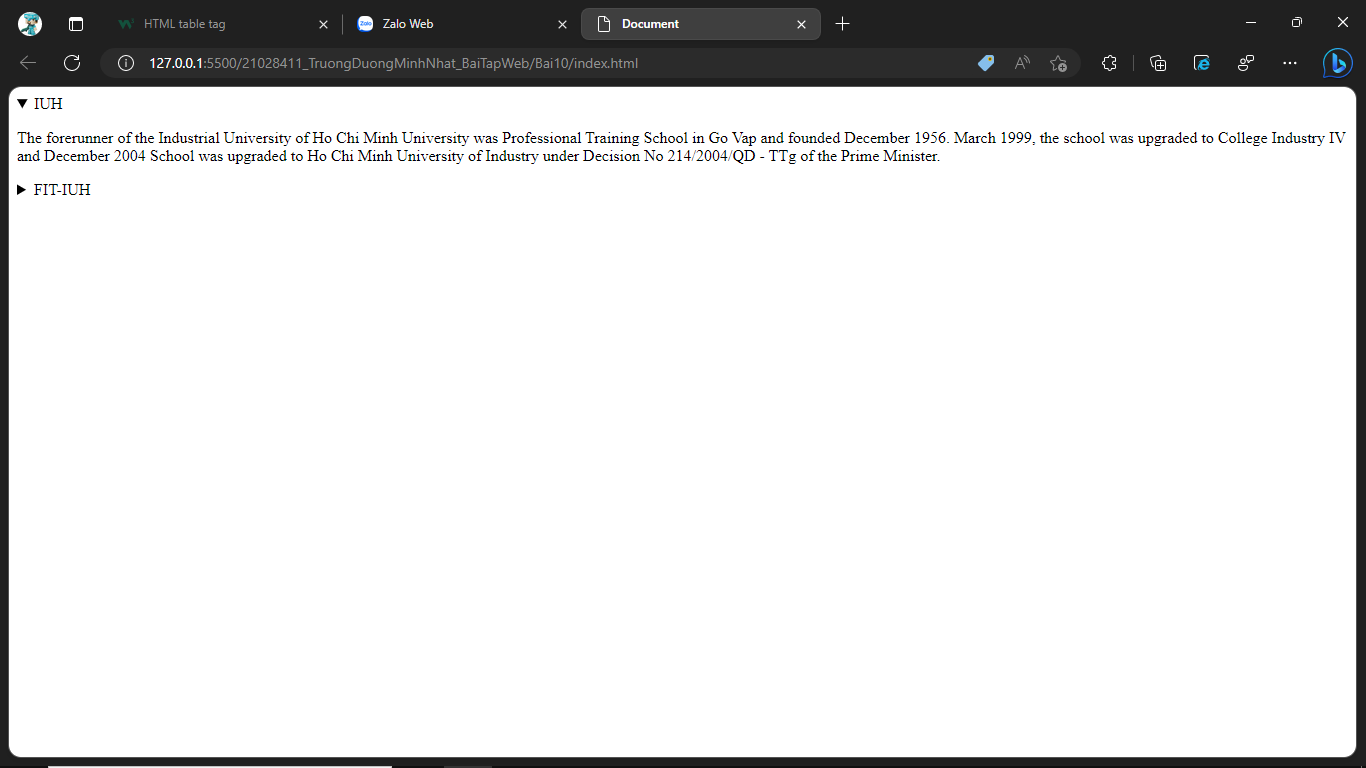 HTML table tag
Zalo
Zalo Web
Document
127.0.0.1:5500/21028411_TruongDuongMinhNhat_BaiTapWeb/Bai10/index.html
IUH
The forerunner of the Industrial University of Ho Chi Minh University was Professional Training School in Go Vap and founded December 1956. March 1999, the school was upgraded to College Industry IV
and December 2004 School was upgraded to Ho Chi Minh University of Industry under Decision No 214/2004/QD - TTg of the Prime Minister.
FIT-IUH